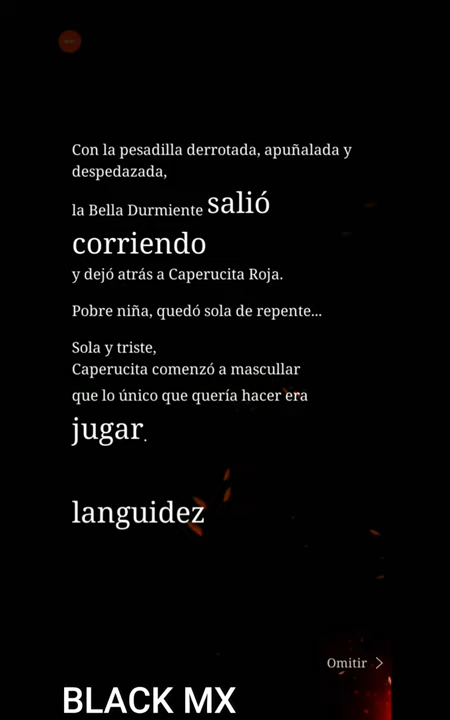 Con la pesadilla derrotada, apuñalada y
despedazada,
la Bella Durmiente salió
corriendo
y dejó atrás a Caperucita Roja.
Pobre niña, quedó sola de repente...
Sola y triste,
Caperucita comenzó a mascullar
que lo único que quería hacer era
jugar.
languidez
Omitir
BLACK MX